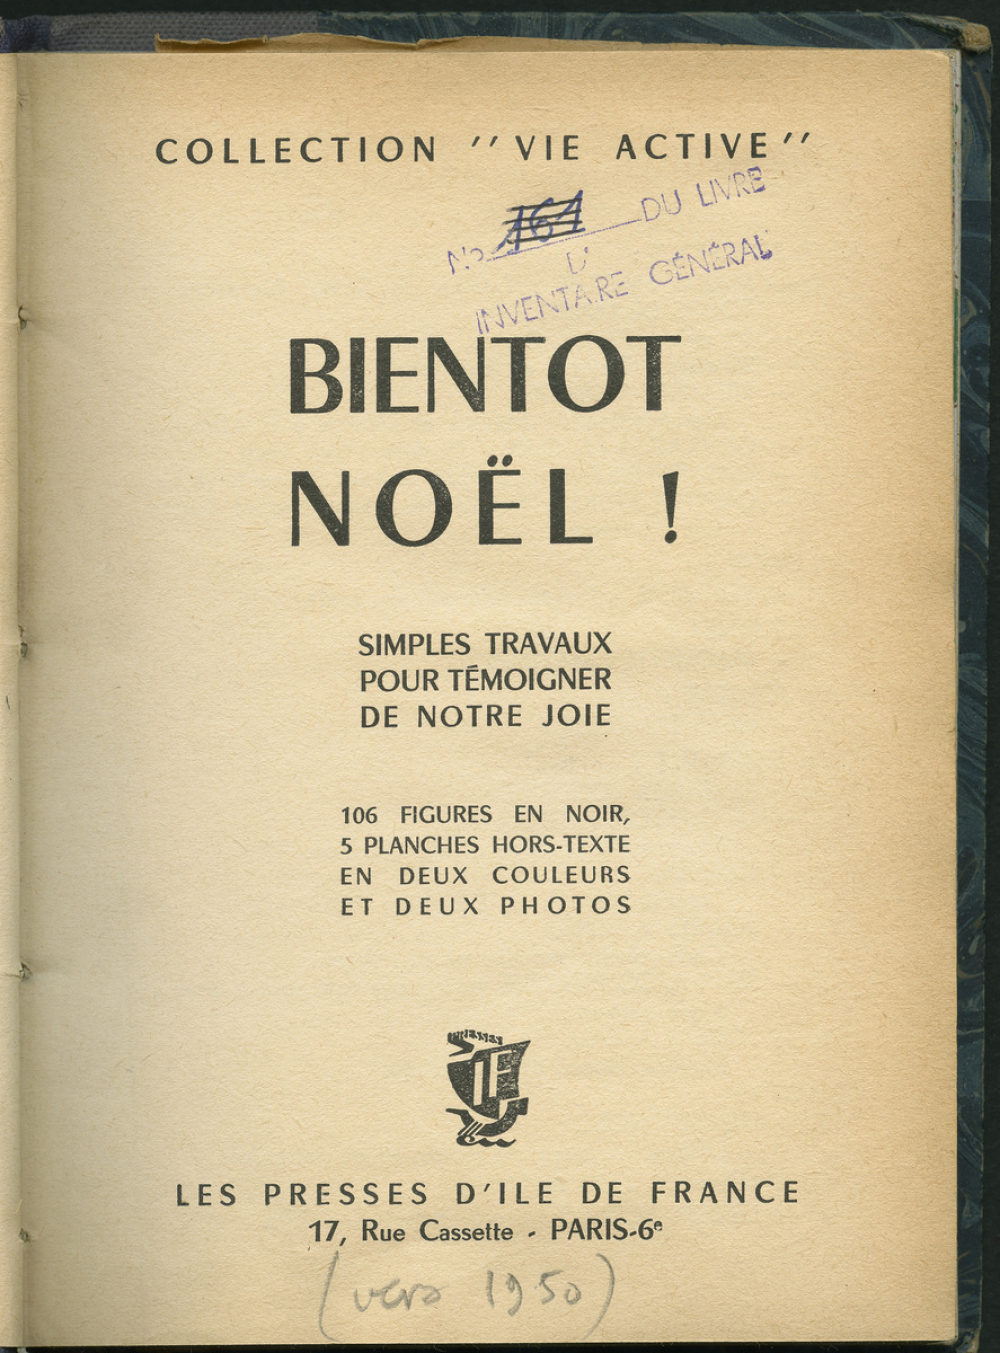 COLLECTION "VIE ACTIVE"
No 161 DU LIVRE
D'
INVENTAIRE GÉNÉRAL
BIENTOT
NOËL !
SIMPLES TRAVAUX
POUR TÉMOIGNER
DE NOTRE JOIE
106 FIGURES EN NOIR,
5 PLANCHES HORS-TEXTE
EN DEUX COULEURS
ET DEUX PHOTOS
PRESSES
IF
LES PRESSES D'ILE DE FRANCE
17, Rue Cassette - PARIS-6e
(vers 1950)